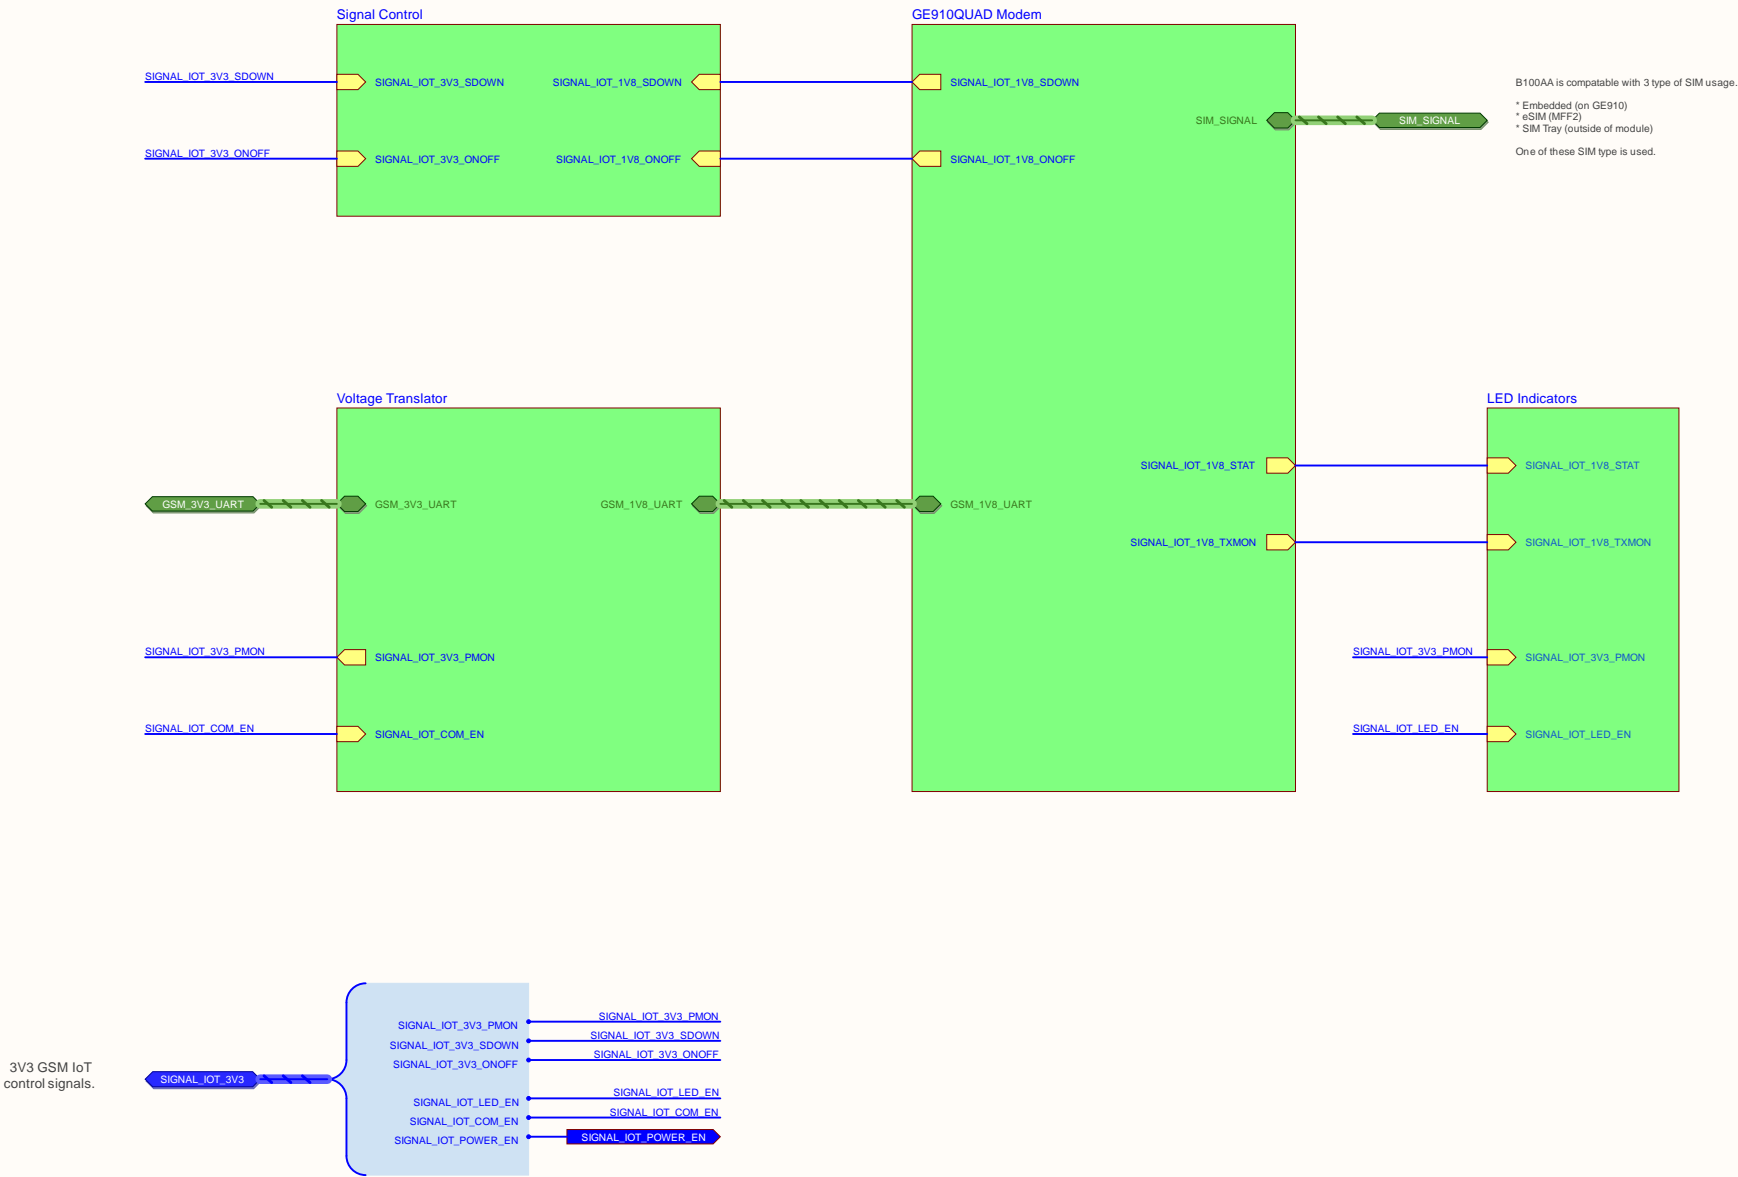 Signal Control
GE910QUAD Modem
SIGNAL_IOT_3V3_SDOWN
SIGNAL_IOT_3V3_SDOWN
SIGNAL_IOT_1V8_SDOWN
SIGNAL_IOT_1V8_SDOWN
B100AA is compatable with 3 type of SIM usage.
* Embedded (on GE910)
* eSIM (MFF2)
* SIM Tray (outside of module)
One of these SIM type is used.
SIM_SIGNAL
SIM_SIGNAL
SIGNAL_IOT_3V3_ONOFF
SIGNAL_IOT_3V3_ONOFF
SIGNAL_IOT_1V8_ONOFF
SIGNAL_IOT_1V8_ONOFF
Voltage Translator
LED Indicators
SIGNAL_IOT_1V8_STAT
SIGNAL_IOT_1V8_STAT
GSM_3V3_UART
GSM_3V3_UART
GSM_1V8_UART
GSM_1V8_UART
SIGNAL_IOT_1V8_TXMON
SIGNAL_IOT_1V8_TXMON
SIGNAL_IOT_3V3_PMON
SIGNAL_IOT_3V3_PMON
SIGNAL_IOT_3V3_PMON
SIGNAL_IOT_3V3_PMON
SIGNAL_IOT_COM_EN
SIGNAL_IOT_COM_EN
SIGNAL_IOT_LED_EN
SIGNAL_IOT_LED_EN
3V3 GSM IoT
control signals.
SIGNAL_IOT_3V3
SIGNAL_IOT_3V3_PMON
SIGNAL_IOT_3V3_PMON
SIGNAL_IOT_3V3_SDOWN
SIGNAL_IOT_3V3_SDOWN
SIGNAL_IOT_3V3_ONOFF
SIGNAL_IOT_3V3_ONOFF
SIGNAL_IOT_LED_EN
SIGNAL_IOT_LED_EN
SIGNAL_IOT_COM_EN
SIGNAL_IOT_COM_EN
SIGNAL_IOT_POWER_EN
SIGNAL_IOT_POWER_EN